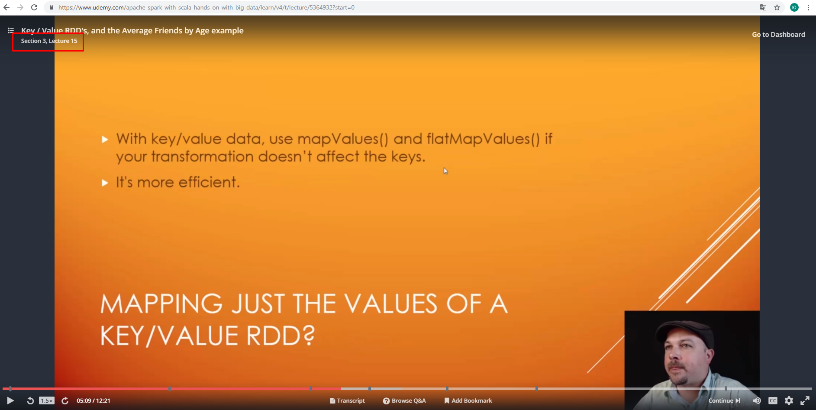 https://www.udemy.com/apache-spark-with-scala-hands-on-with-big-data/learn/v4/t/lecture/5364932?start=0
Key / Value RDD's, and the Average Friends by Age example
Section 3, Lecture 15
Go to Dashboard
With key/value data, use mapValues() and flatMapValues() if
your transformation doesn't affect the keys.
It's more efficient.
MAPPING JUST THE VALUES OF A
KEY/VALUE RDD?
1.5x
05:09 / 12:21
Transcript
Browse Q&A
Add Bookmark
Continue